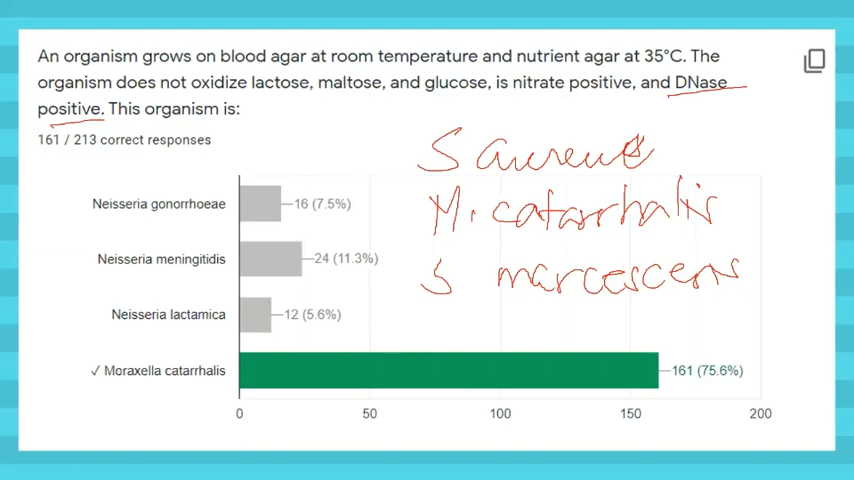 An organism grows on blood agar at room temperature and nutrient agar at 35°C. The
organism does not oxidize lactose, maltose, and glucose, is nitrate positive, and DNase
positive. This organism is:
161 / 213 correct responses
S aureus
Neisseria gonorrhoeae 16 (7.5%)
M. catarrhalis
Neisseria meningitidis 24 (11.3%)
S marcescens
Neisseria lactamica 12 (5.6%)
✓ Moraxella catarrhalis 161 (75.6%)
0 50 100 150 200